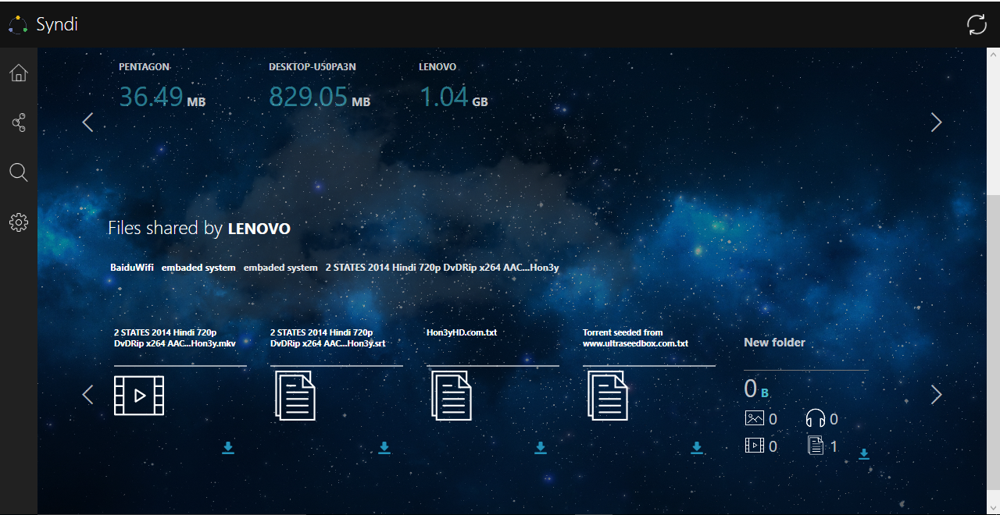 Syndi
PENTAGON DESKTOP-U50PA3N LENOVO
36.49 MB 829.05 MB 1.04 GB
Files shared by LENOVO
BaiduWifi embaded system embaded system 2 STATES 2014 Hindi 720p DvDRip x264 AAC...Hon3y
2 STATES 2014 Hindi 720p
DvDRip x264 AAC...Hon3y.mkv
2 STATES 2014 Hindi 720p
DvDRip x264 AAC...Hon3y.srt
Hon3yHD.com.txt
Torrent seeded from
www.ultraseedbox.com.txt
New folder
0 B
0 0
0 1